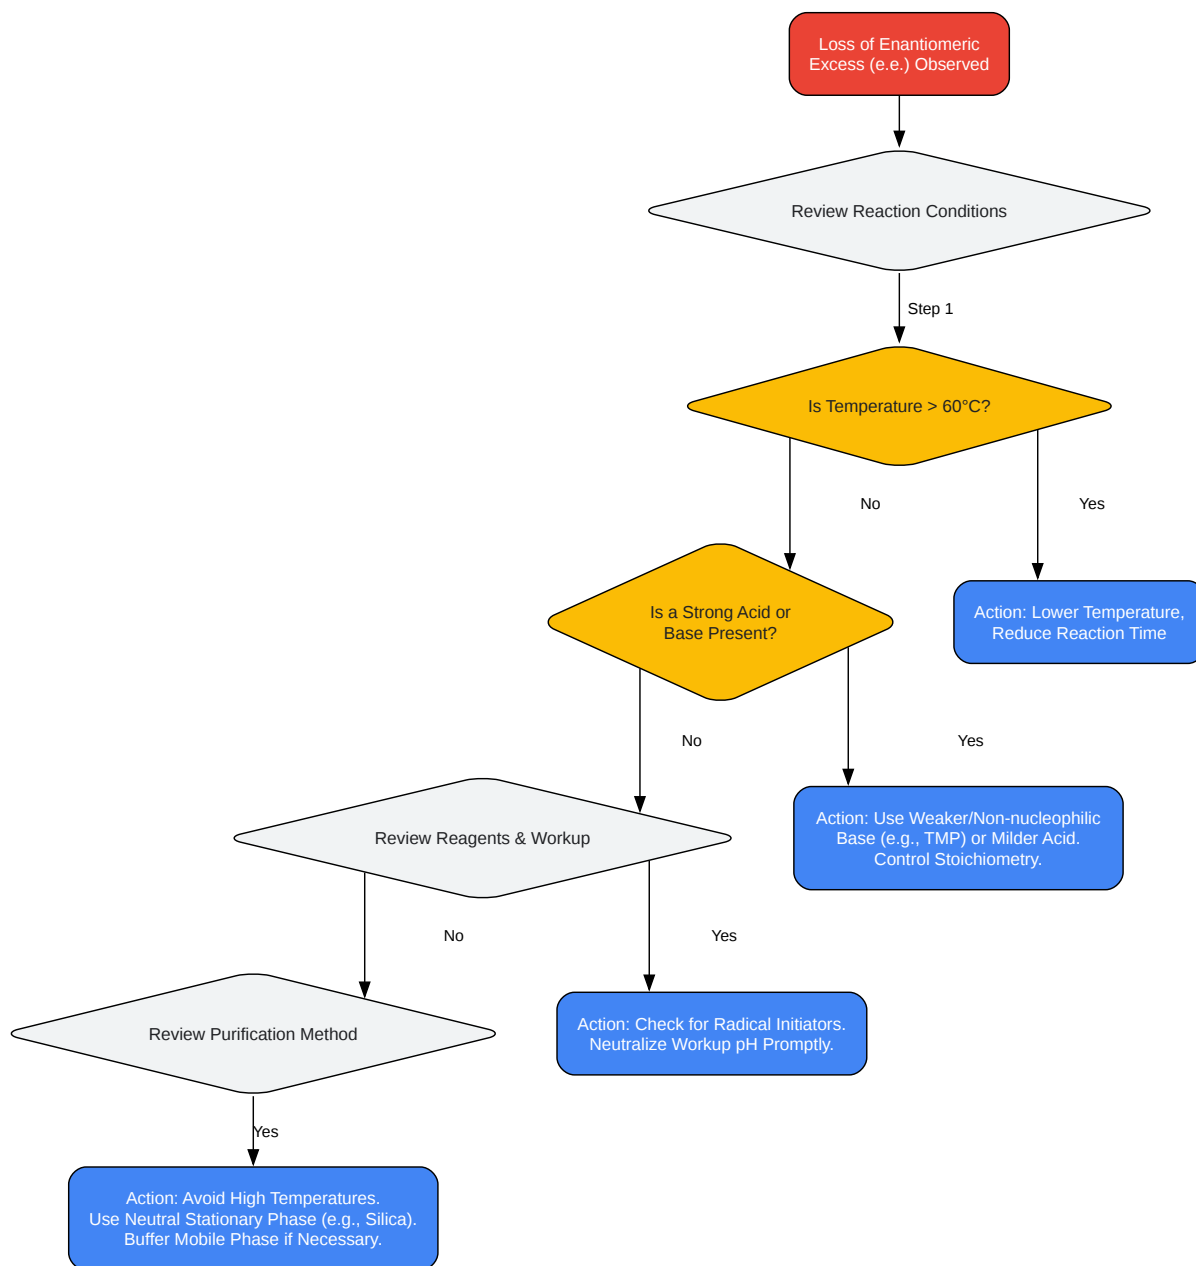 Loss of Enantiomeric
Excess (e.e.) Observed
Review Reaction Conditions
Step 1
Is Temperature > 60°C?
No
Yes
Is a Strong Acid or
Base Present?
Action: Lower Temperature,
Reduce Reaction Time
No
Yes
Review Reagents & Workup
Action: Use Weaker/Non-nucleophilic
Base (e.g., TMP) or Milder Acid.
Control Stoichiometry.
No
Yes
Review Purification Method
Action: Check for Radical Initiators.
Neutralize Workup pH Promptly.
Yes
Action: Avoid High Temperatures.
Use Neutral Stationary Phase (e.g., Silica).
Buffer Mobile Phase if Necessary.